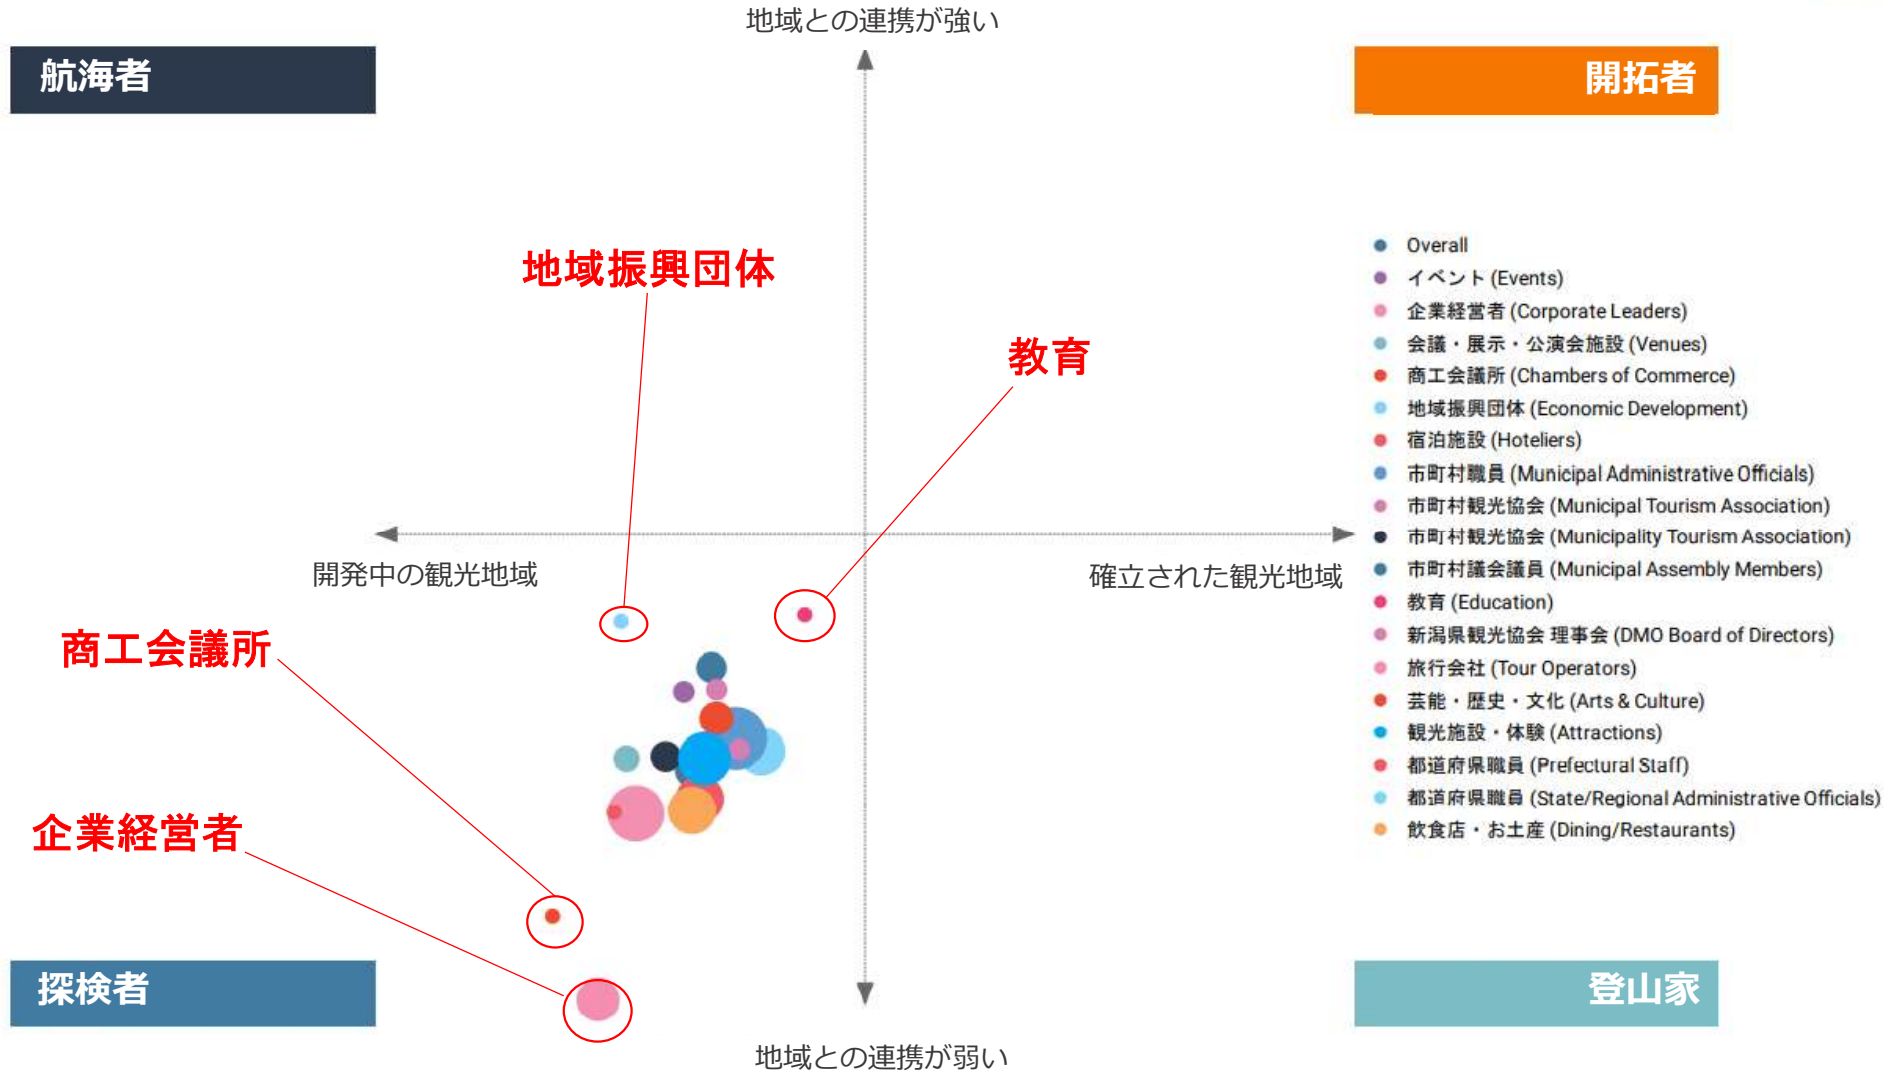 地域との連携が強い
航海者
開拓者
地域振興団体
教育
Overall
イベント (Events)
企業経営者 (Corporate Leaders)
会議・展示・公演会施設 (Venues)
商工会議所 (Chambers of Commerce)
地域振興団体 (Economic Development)
宿泊施設 (Hoteliers)
市町村職員 (Municipal Administrative Officials)
市町村観光協会 (Municipal Tourism Association)
市町村観光協会 (Municipality Tourism Association)
市町村議会議員 (Municipal Assembly Members)
教育 (Education)
新潟県観光協会 理事会 (DMO Board of Directors)
旅行会社 (Tour Operators)
芸能・歴史・文化 (Arts & Culture)
観光施設・体験 (Attractions)
都道府県職員 (Prefectural Staff)
都道府県職員 (State/Regional Administrative Officials)
飲食店・お土産 (Dining/Restaurants)
開発中の観光地域
確立された観光地域
商工会議所
企業経営者
探検者
登山家
地域との連携が弱い